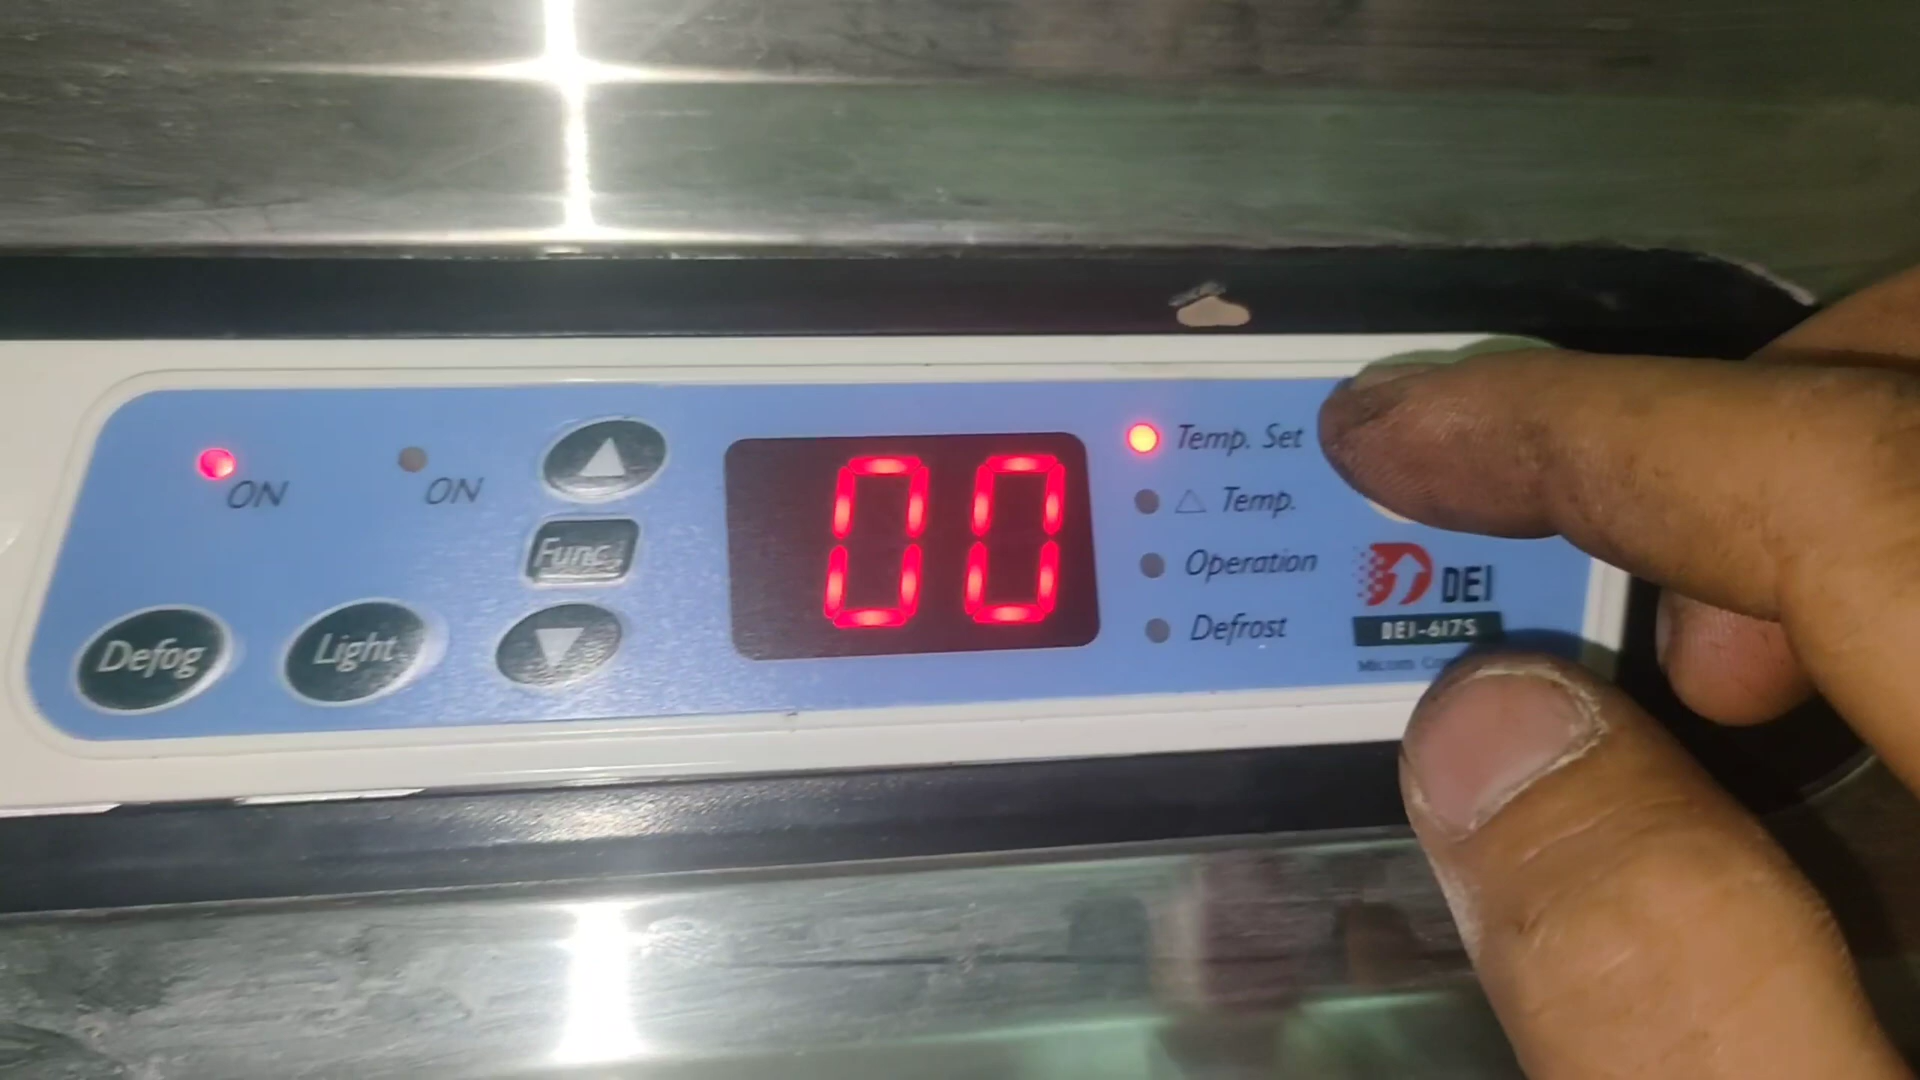 ON
ON
Func.
Defog
Light
00
Temp. Set
△ Temp.
Operation
Defrost
DEI
DEI-617S